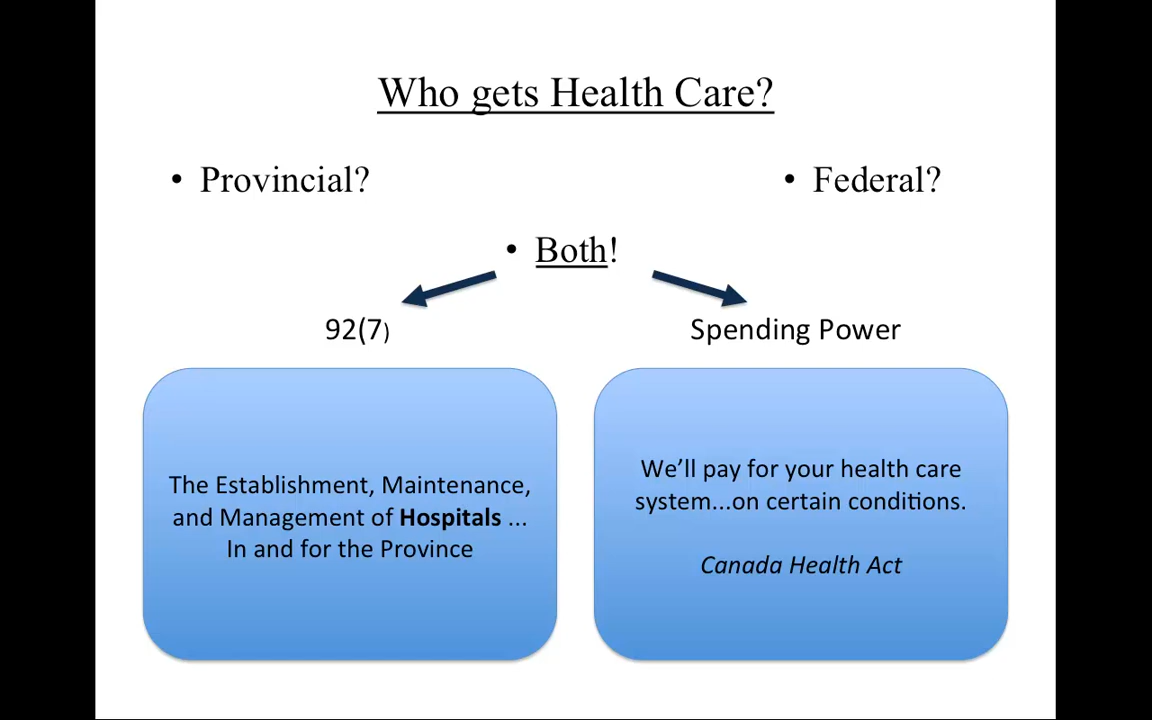 Who gets Health Care?
• Provincial?
• Federal?
• Both!
92(7)
Spending Power
The Establishment, Maintenance,
and Management of Hospitals ...
In and for the Province
We’ll pay for your health care
system...on certain conditions.
Canada Health Act